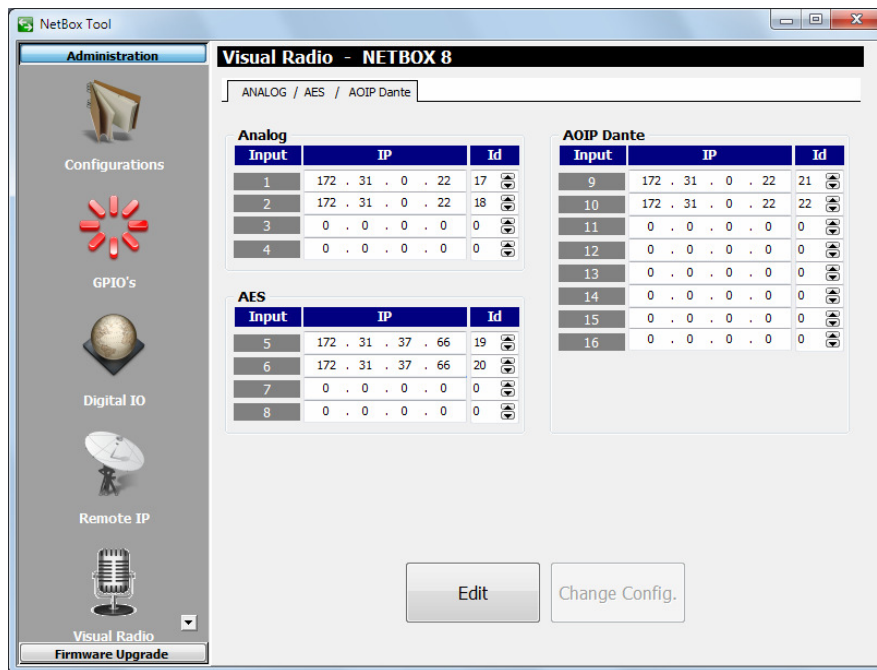 NetBox Tool
Administration
Configurations
GPIO's
Digital IO
Remote IP
Visual Radio
Firmware Upgrade
Visual Radio - NETBOX 8
ANALOG / AES / AOIP Dante
Analog
Input IP Id
1 172 . 31 . 0 . 22 17
2 172 . 31 . 0 . 22 18
3 0 . 0 . 0 . 0 0
4 0 . 0 . 0 . 0 0
AES
Input IP Id
5 172 . 31 . 37 . 66 19
6 172 . 31 . 37 . 66 20
7 0 . 0 . 0 . 0 0
8 0 . 0 . 0 . 0 0
AOIP Dante
Input IP Id
9 172 . 31 . 0 . 22 21
10 172 . 31 . 0 . 22 22
11 0 . 0 . 0 . 0 0
12 0 . 0 . 0 . 0 0
13 0 . 0 . 0 . 0 0
14 0 . 0 . 0 . 0 0
15 0 . 0 . 0 . 0 0
16 0 . 0 . 0 . 0 0
Edit
Change Config.